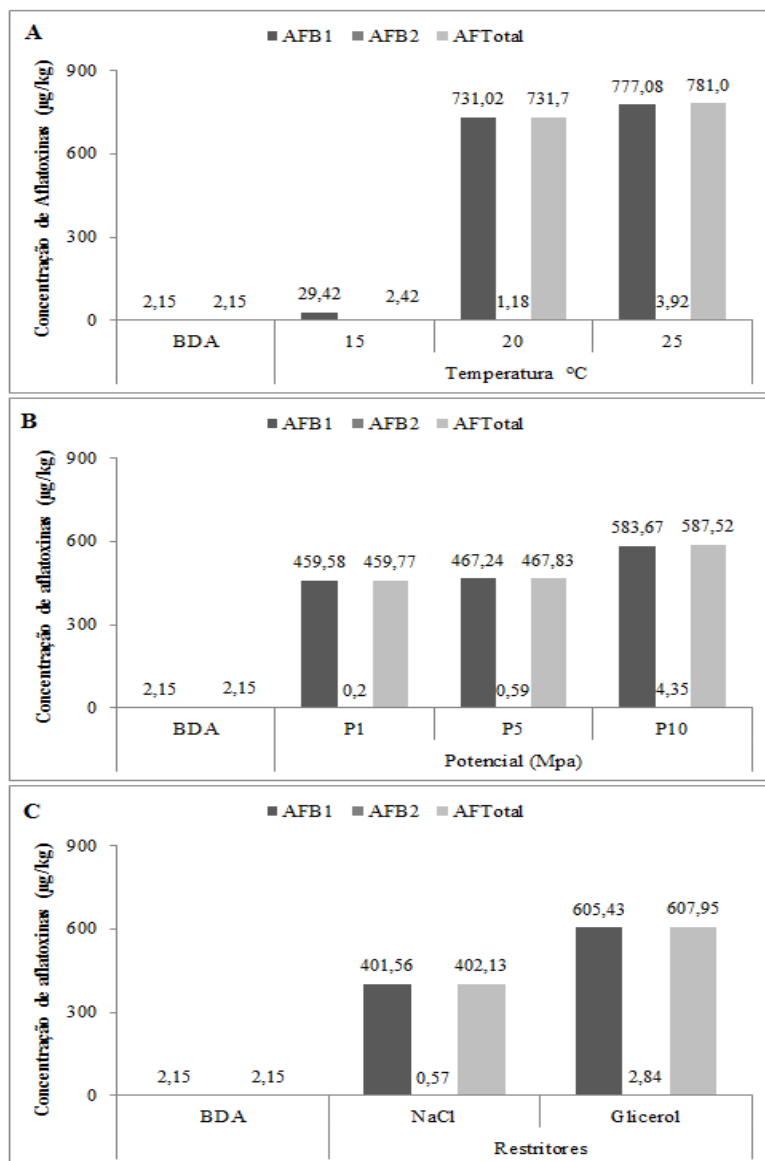 A
AFB1 AFB2 AFTotal
Concentração de Aflatoxinas (µg/kg)
900
600
300
0
2,15 2,15 29,42 2,42 731,02 1,18 731,7 777,08 3,92 781,0
BDA 15 20 25
Temperatura °C
B
AFB1 AFB2 AFTotal
Concentração de aflatoxinas (µg/kg)
900
600
300
0
2,15 2,15 459,58 0,2 459,77 467,24 0,59 467,83 583,67 4,35 587,52
BDA P1 P5 P10
Potencial (Mpa)
C
AFB1 AFB2 AFTotal
Concentração de aflatoxinas (µg/kg)
900
600
300
0
2,15 2,15 401,56 0,57 402,13 605,43 2,84 607,95
BDA NaCl Glicerol
Restritores